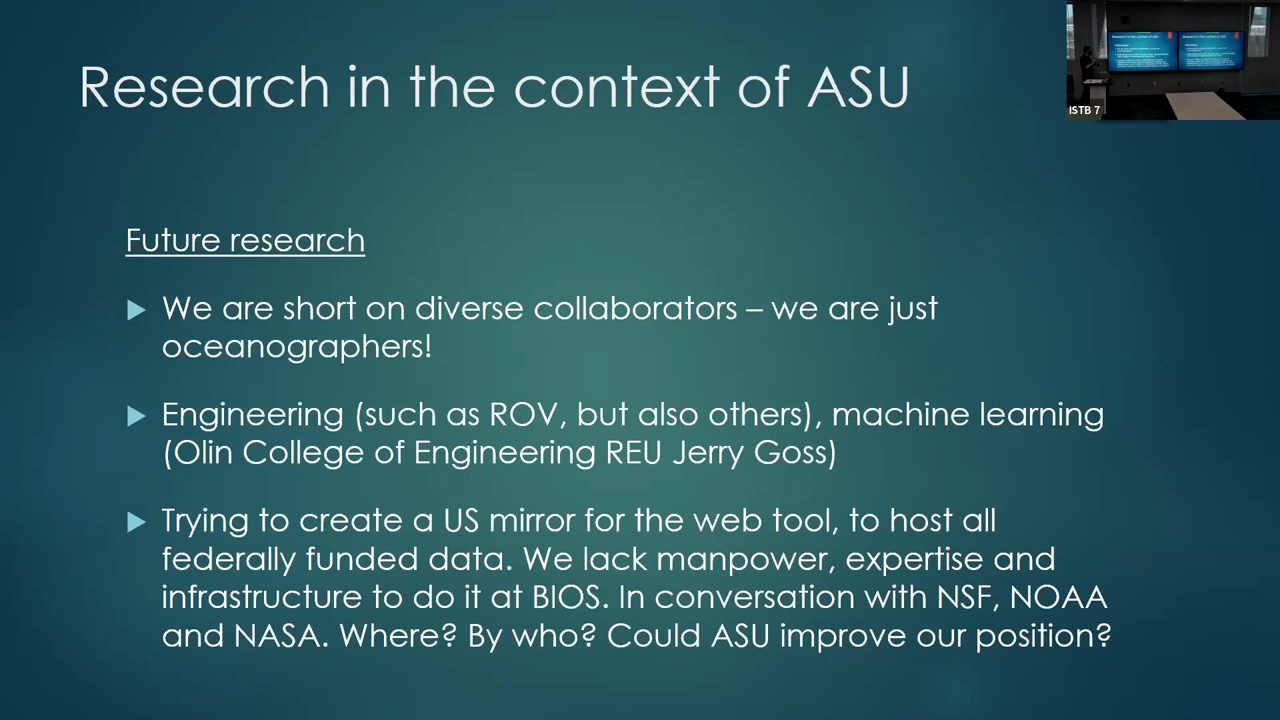 Research in the context of ASU
ISTB 7
Future research
We are short on diverse collaborators – we are just
oceanographers!
Engineering (such as ROV, but also others), machine learning
(Olin College of Engineering REU Jerry Goss)
Trying to create a US mirror for the web tool, to host all
federally funded data. We lack manpower, expertise and
infrastructure to do it at BIOS. In conversation with NSF, NOAA
and NASA. Where? By who? Could ASU improve our position?